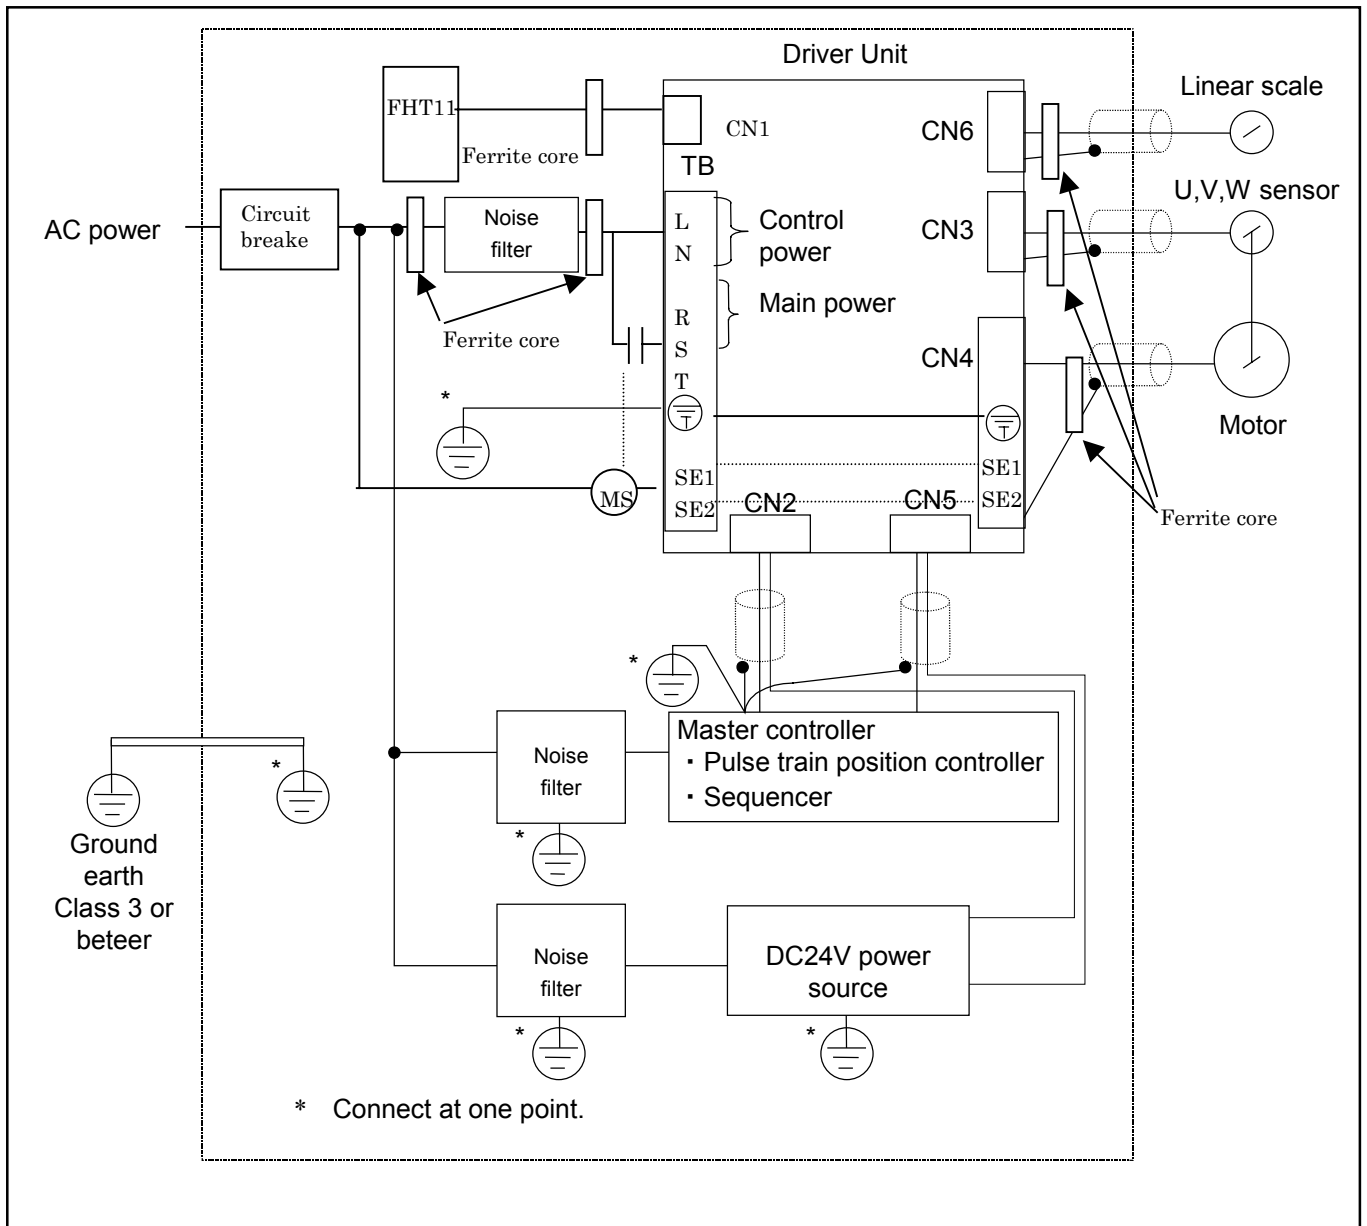 Driver Unit
FHT11
CN1
CN6
Linear scale
Ferrite core
TB
U,V,W sensor
AC power
Circuit
breake
Noise
filter
L
N
Control
power
CN3
Main power
R
S
T
Ferrite core
CN4
*
Motor
SE1
SE2
MS
SE1
SE2
CN2
CN5
Ferrite core
*
Master controller
・Pulse train position controller
・Sequencer
Noise
filter
*
*
Ground
earth
Class 3 or
beteer
Noise
filter
DC24V power
source
*
*
* Connect at one point.